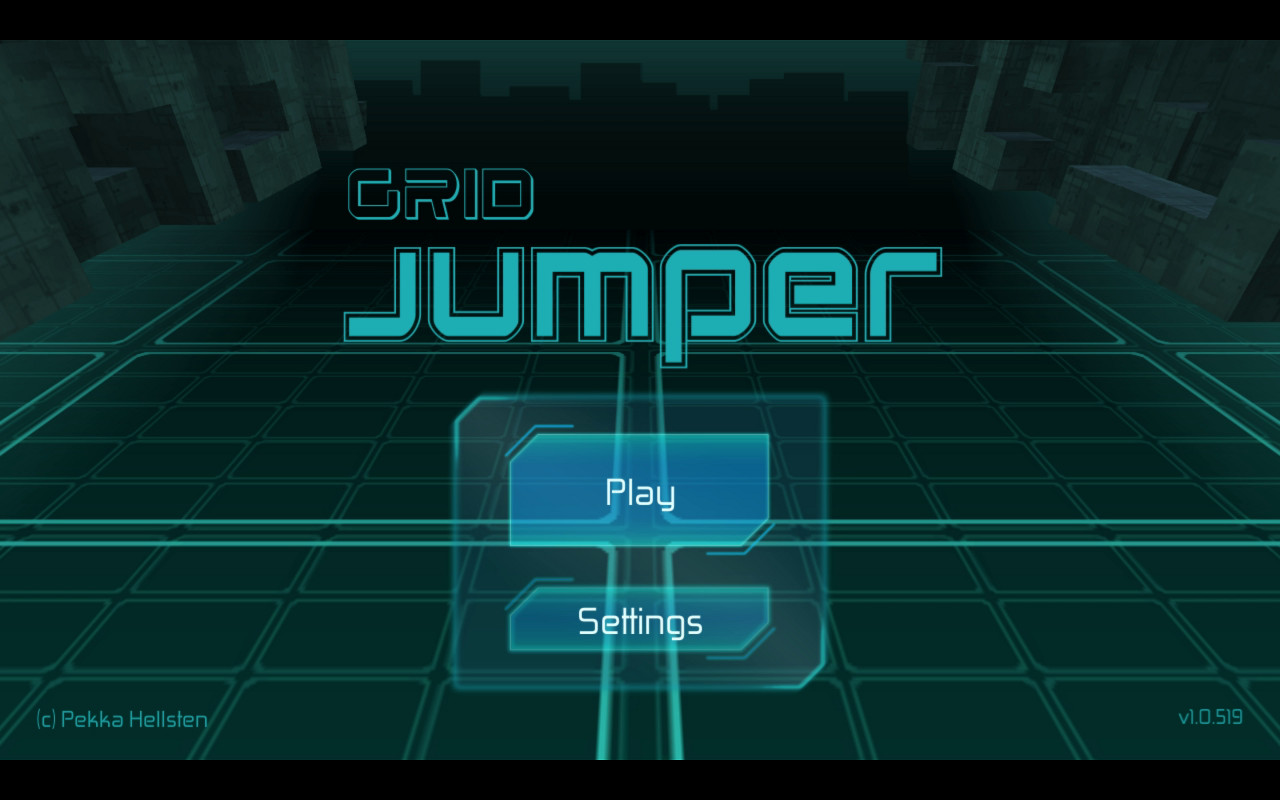 GRID
Jumper
Play
Settings
(c) Pekka Hellsten
v1.0.519